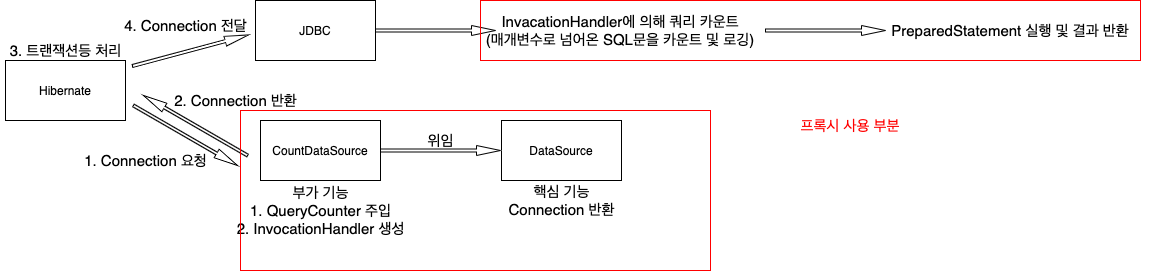 4. Connection 전달
JDBC
InvacationHandler에 의해 쿼리 카운트
(매개변수로 넘어온 SQL문을 카운트 및 로깅)
PreparedStatement 실행 및 결과 반환
3. 트랜잭션등 처리
Hibernate
2. Connection 반환
1. Connection 요청
CountDataSource
위임
DataSource
프록시 사용 부분
부가 기능
1. QueryCounter 주입
2. InvocationHandler 생성
핵심 기능
Connection 반환